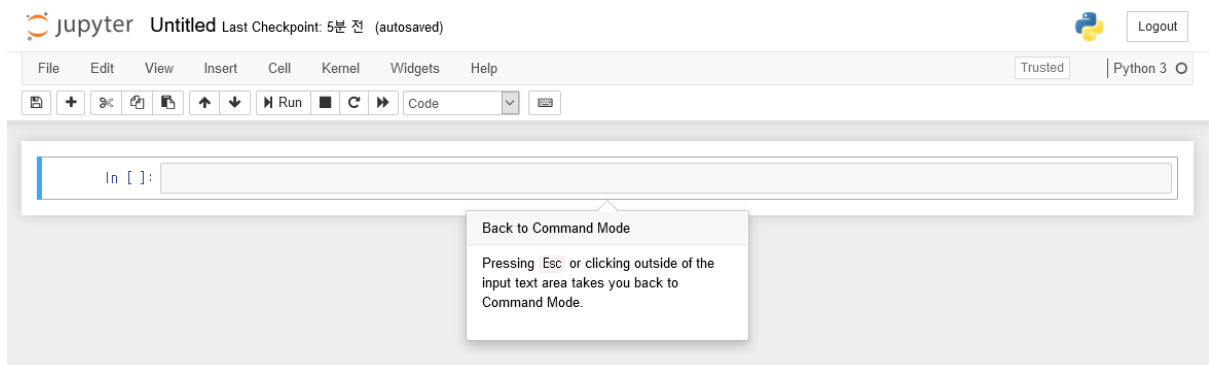 jupyter Untitled Last Checkpoint: 5분 전 (autosaved)
Logout
File Edit View Insert Cell Kernel Widgets Help
Trusted
Python 3
Run
Code
In [ ]:
Back to Command Mode
Pressing Esc or clicking outside of the
input text area takes you back to
Command Mode.